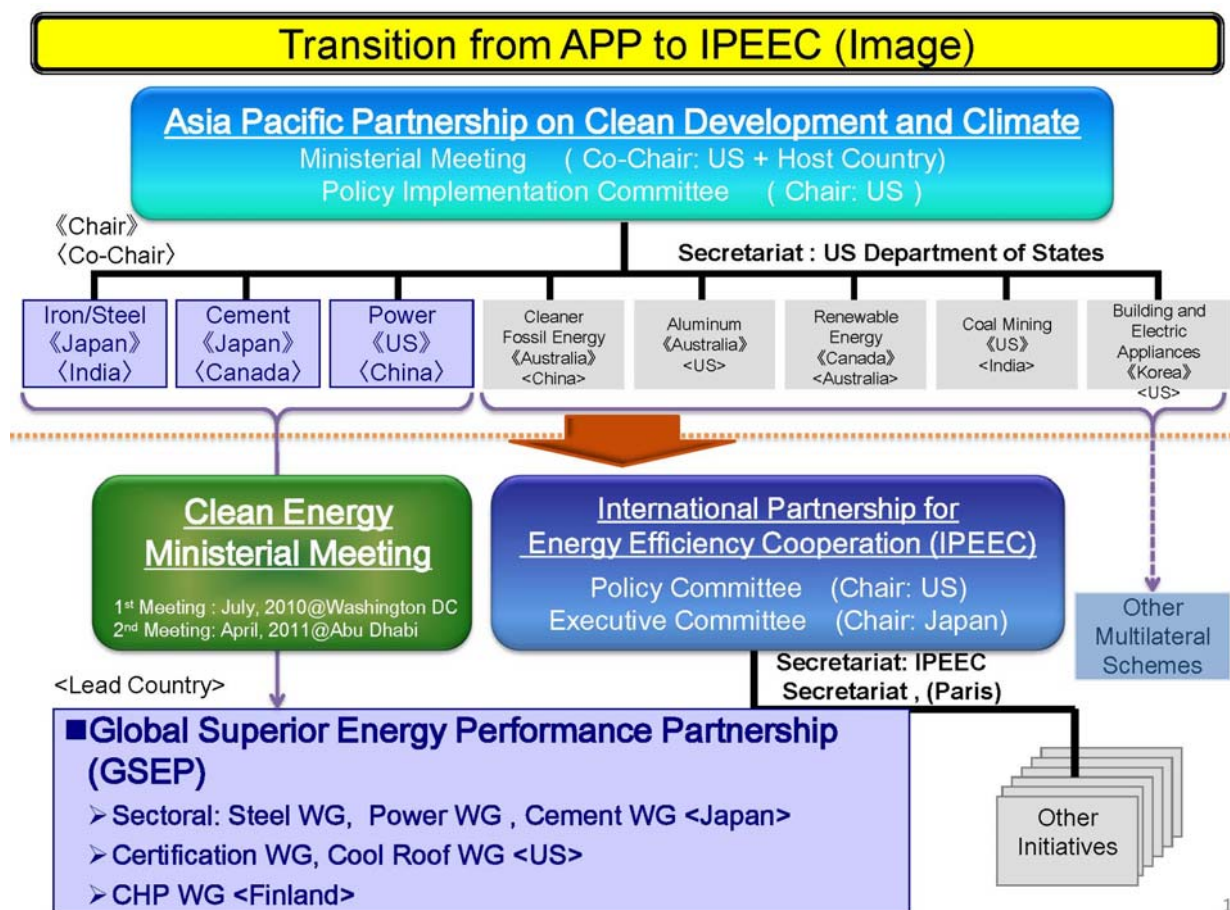 Transition from APP to IPEEC (Image)
Asia Pacific Partnership on Clean Development and Climate
Ministerial Meeting ( Co-Chair: US + Host Country)
Policy Implementation Committee ( Chair: US )
《Chair》
〈Co-Chair〉
Secretariat : US Department of States
Iron/Steel
《Japan》
〈India〉
Cement
《Japan》
〈Canada〉
Power
《US》
〈China〉
Cleaner
Fossil Energy
《Australia》
<China>
Aluminum
《Australia》
<US>
Renewable
Energy
《Canada》
<Australia>
Coal Mining
《US》
<India>
Building and
Electric
Appliances
《Korea》
<US>
Clean Energy
Ministerial Meeting
1st Meeting : July, 2010@Washington DC
2nd Meeting: April, 2011@Abu Dhabi
International Partnership for
Energy Efficiency Cooperation (IPEEC)
Policy Committee (Chair: US)
Executive Committee (Chair: Japan)
Other
Multilateral
Schemes
<Lead Country>
Secretariat: IPEEC
Secretariat , (Paris)
■Global Superior Energy Performance Partnership
(GSEP)
➢ Sectoral: Steel WG, Power WG , Cement WG <Japan>
➢ Certification WG, Cool Roof WG <US>
➢ CHP WG <Finland>
Other
Initiatives
1